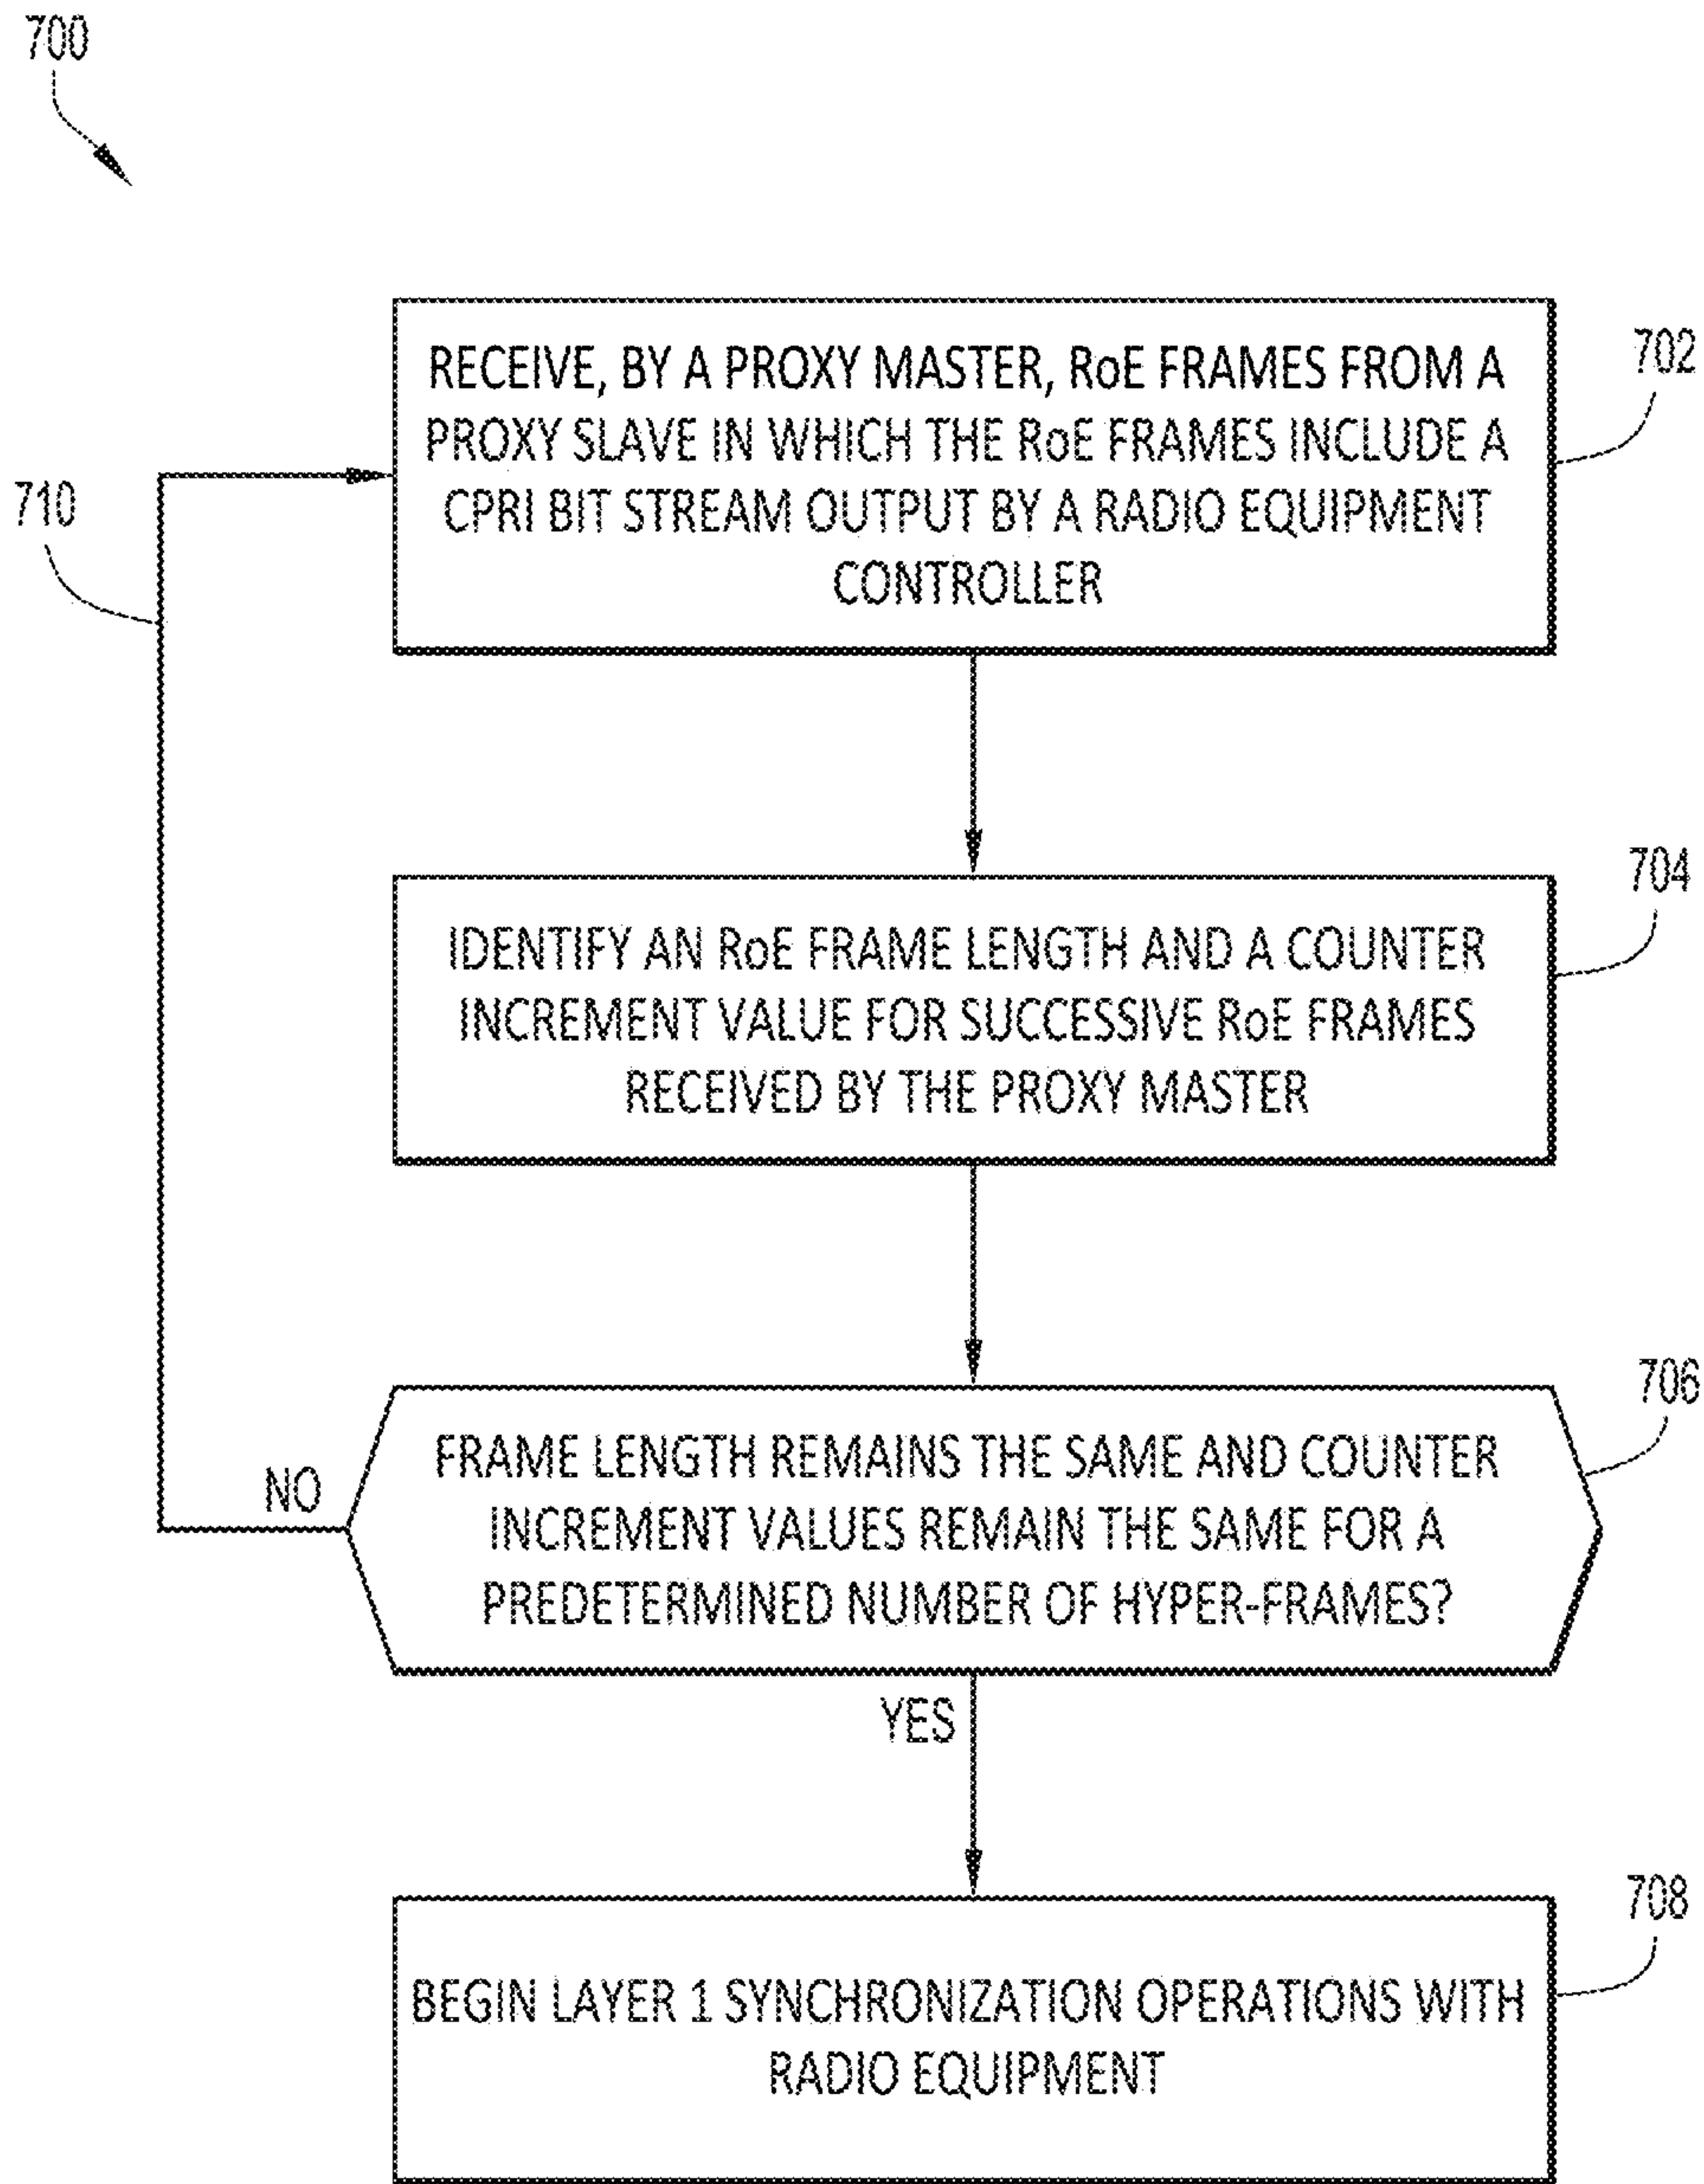 700
702
RECEIVE, BY A PROXY MASTER, RoE FRAMES FROM A
PROXY SLAVE IN WHICH THE RoE FRAMES INCLUDE A
CPRI BIT STREAM OUTPUT BY A RADIO EQUIPMENT
CONTROLLER
710
704
IDENTIFY AN RoE FRAME LENGTH AND A COUNTER
INCREMENT VALUE FOR SUCCESSIVE RoE FRAMES
RECEIVED BY THE PROXY MASTER
706
FRAME LENGTH REMAINS THE SAME AND COUNTER
INCREMENT VALUES REMAIN THE SAME FOR A
PREDETERMINED NUMBER OF HYPER-FRAMES?
NO
YES
708
BEGIN LAYER 1 SYNCHRONIZATION OPERATIONS WITH
RADIO EQUIPMENT